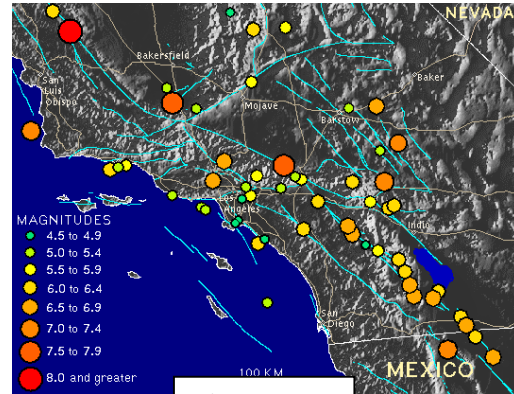 NEVADA
Bakersfield
Baker
San
Luis
Obispo
Mojave
Barstow
Los
Angeles
Indio
San
Diego
MEXICO
100 KM
MAGNITUDES
4.5 to 4.9
5.0 to 5.4
5.5 to 5.9
6.0 to 6.4
6.5 to 6.9
7.0 to 7.4
7.5 to 7.9
8.0 and greater